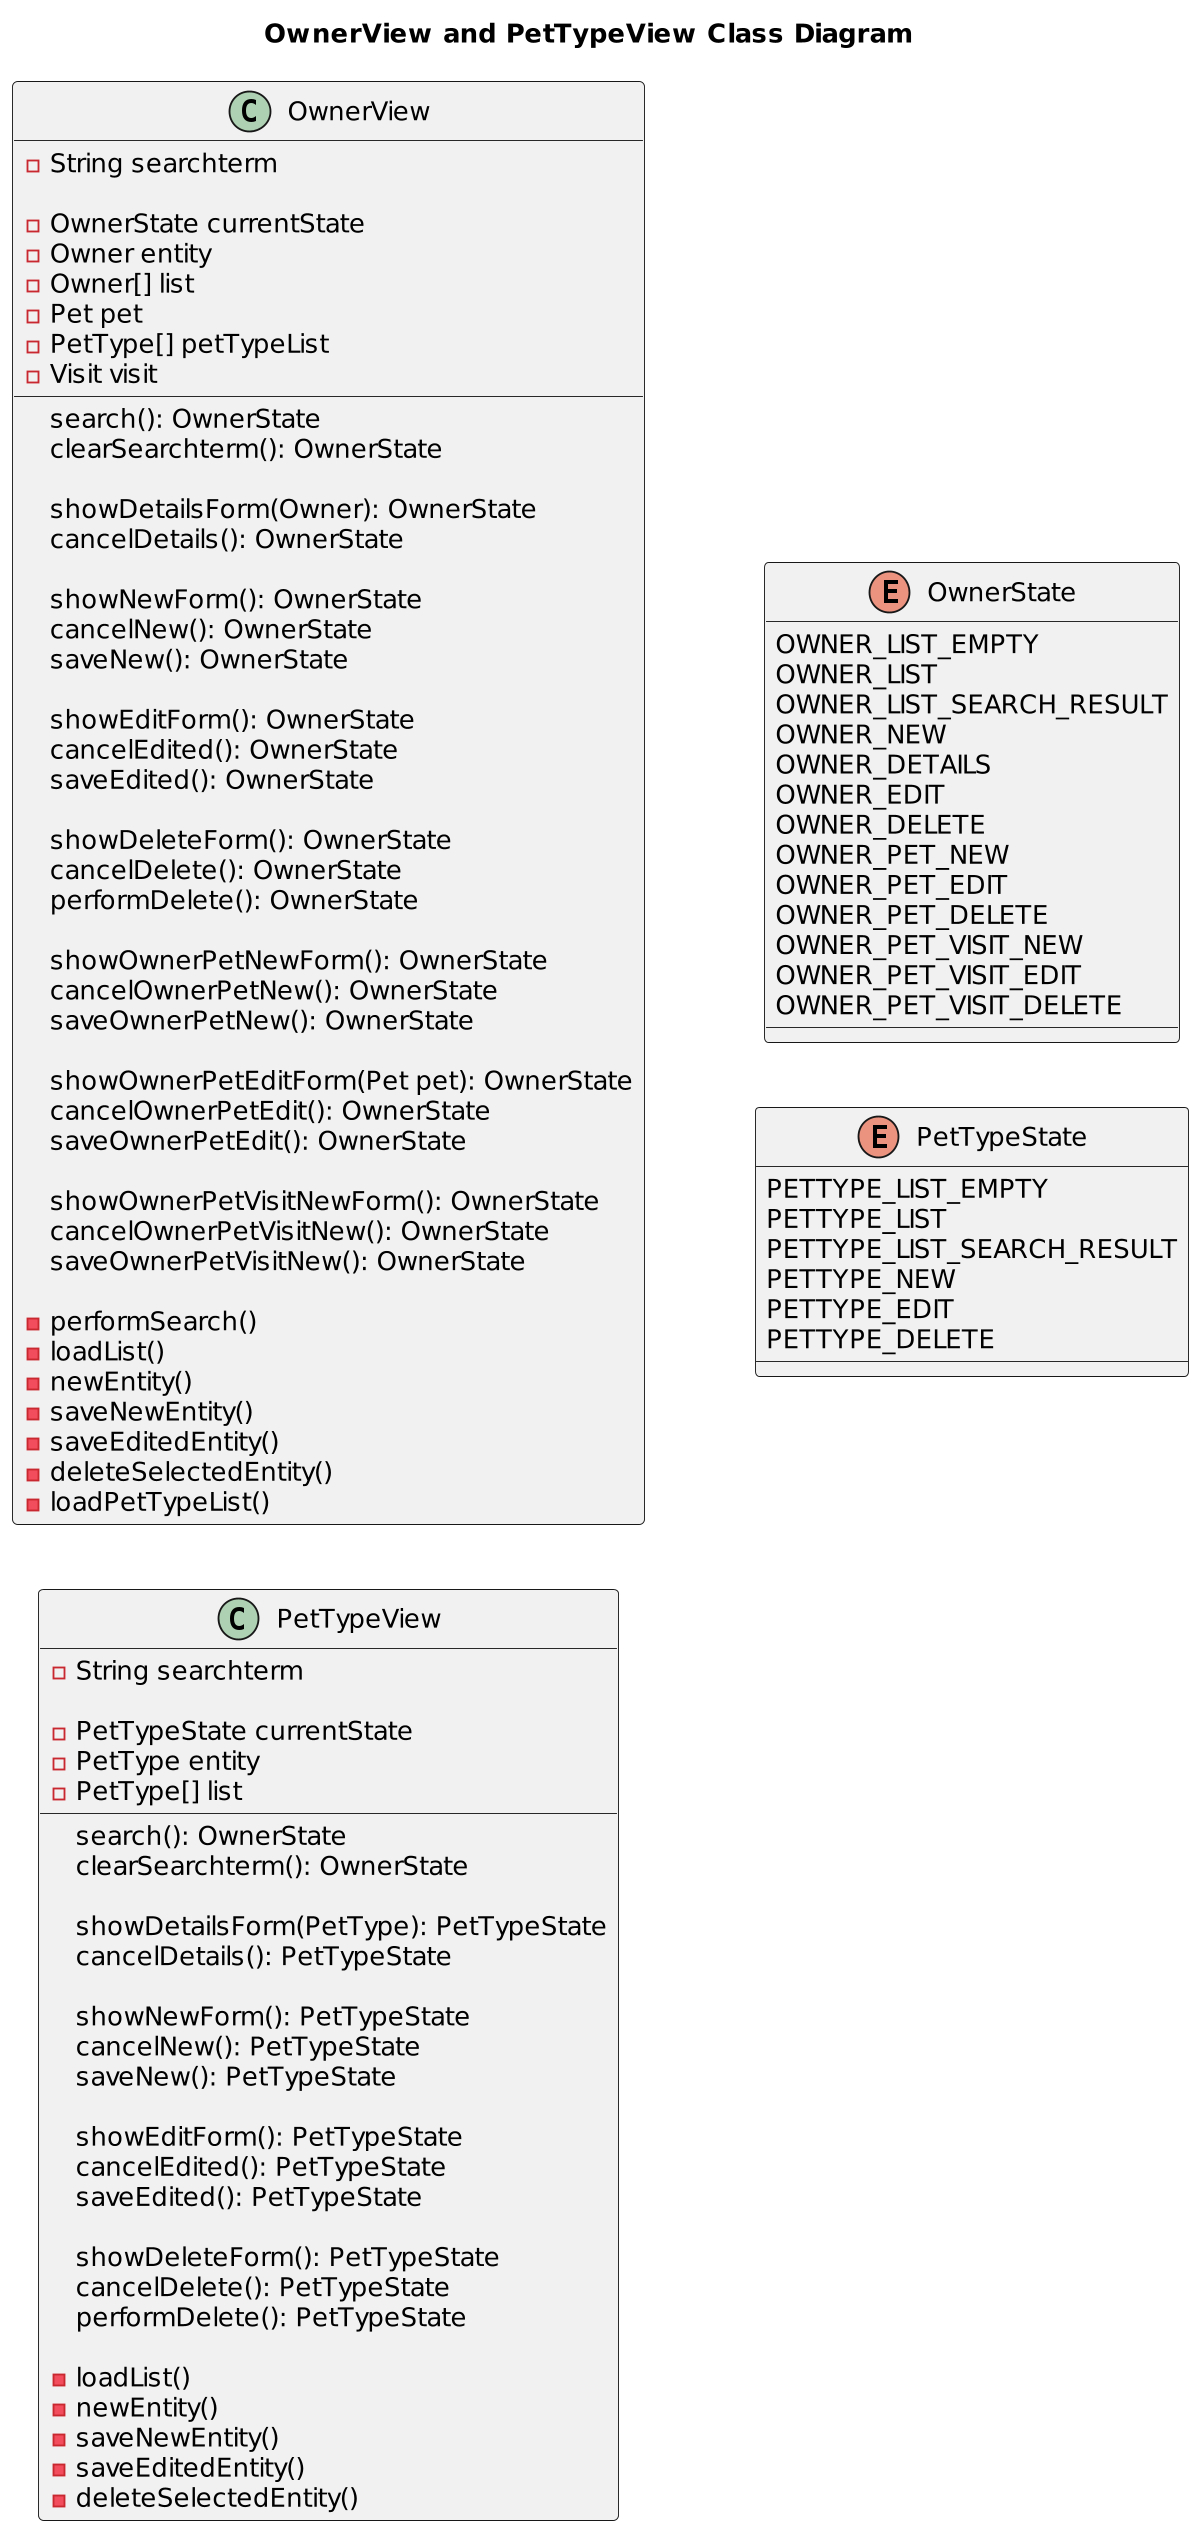 OwnerView and PetTypeView Class Diagram
C OwnerView
String searchterm
OwnerState currentState
Owner entity
Owner[] list
Pet pet
PetType[] petTypeList
Visit visit
search(): OwnerState
clearSearchterm(): OwnerState
showDetailsForm(Owner): OwnerState
cancelDetails(): OwnerState
showNewForm(): OwnerState
cancelNew(): OwnerState
saveNew(): OwnerState
showEditForm(): OwnerState
cancelEdited(): OwnerState
saveEdited(): OwnerState
showDeleteForm(): OwnerState
cancelDelete(): OwnerState
performDelete(): OwnerState
showOwnerPetNewForm(): OwnerState
cancelOwnerPetNew(): OwnerState
saveOwnerPetNew(): OwnerState
showOwnerPetEditForm(Pet pet): OwnerState
cancelOwnerPetEdit(): OwnerState
saveOwnerPetEdit(): OwnerState
showOwnerPetVisitNewForm(): OwnerState
cancelOwnerPetVisitNew(): OwnerState
saveOwnerPetVisitNew(): OwnerState
performSearch()
loadList()
newEntity()
saveNewEntity()
saveEditedEntity()
deleteSelectedEntity()
loadPetTypeList()
E OwnerState
OWNER_LIST_EMPTY
OWNER_LIST
OWNER_LIST_SEARCH_RESULT
OWNER_NEW
OWNER_DETAILS
OWNER_EDIT
OWNER_DELETE
OWNER_PET_NEW
OWNER_PET_EDIT
OWNER_PET_DELETE
OWNER_PET_VISIT_NEW
OWNER_PET_VISIT_EDIT
OWNER_PET_VISIT_DELETE
E PetTypeState
PETTYPE_LIST_EMPTY
PETTYPE_LIST
PETTYPE_LIST_SEARCH_RESULT
PETTYPE_NEW
PETTYPE_EDIT
PETTYPE_DELETE
C PetTypeView
String searchterm
PetTypeState currentState
PetType entity
PetType[] list
search(): OwnerState
clearSearchterm(): OwnerState
showDetailsForm(PetType): PetTypeState
cancelDetails(): PetTypeState
showNewForm(): PetTypeState
cancelNew(): PetTypeState
saveNew(): PetTypeState
showEditForm(): PetTypeState
cancelEdited(): PetTypeState
saveEdited(): PetTypeState
showDeleteForm(): PetTypeState
cancelDelete(): PetTypeState
performDelete(): PetTypeState
loadList()
newEntity()
saveNewEntity()
saveEditedEntity()
deleteSelectedEntity()